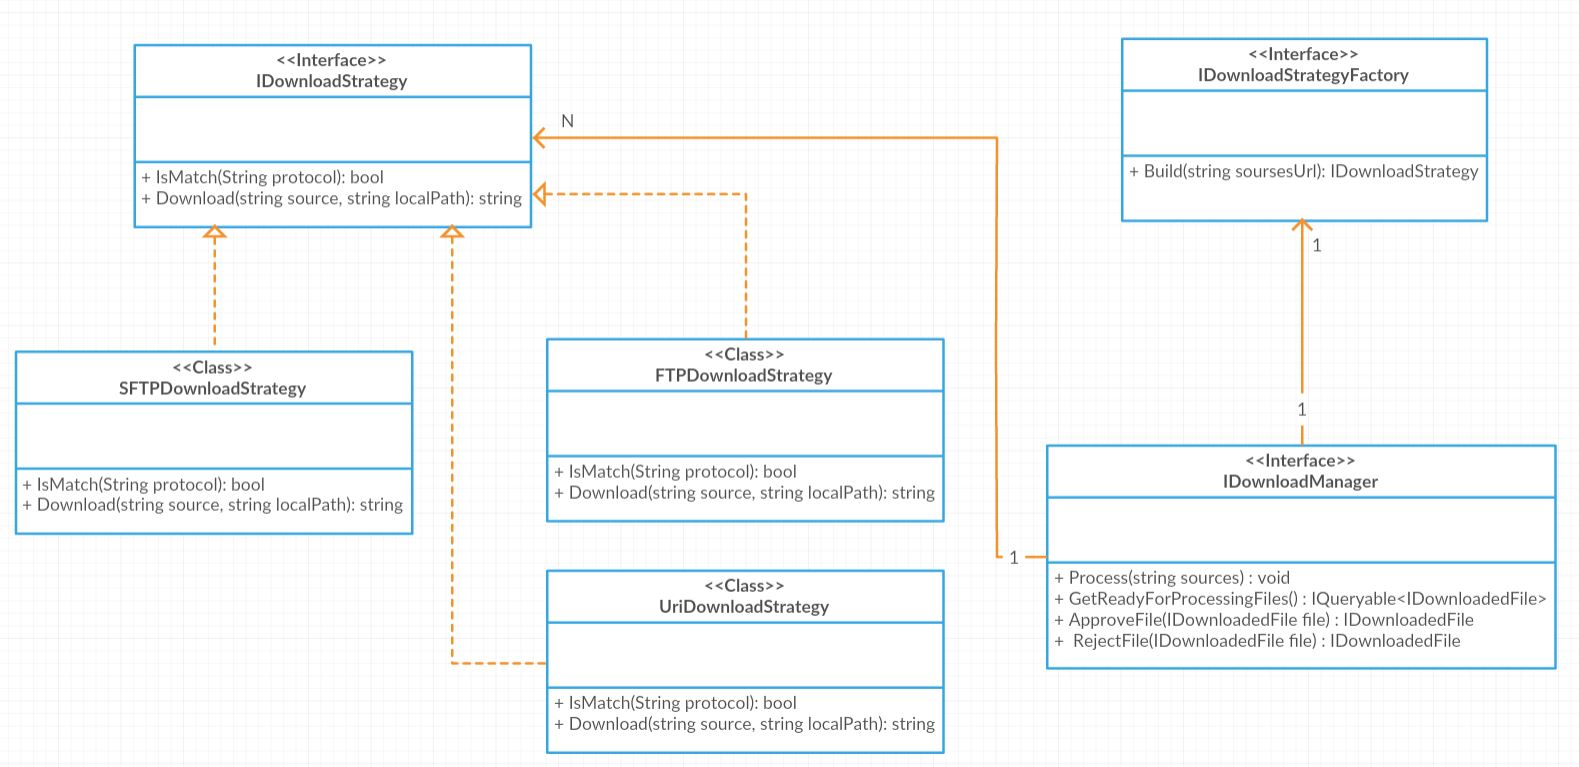 <<Interface>>
IDownloadStrategy
+ IsMatch(String protocol): bool
+ Download(string source, string localPath): string
N
<<Interface>>
IDownloadStrategyFactory
+ Build(string soursesUrl): IDownloadStrategy
1
1
<<Class>>
SFTPDownloadStrategy
+ IsMatch(String protocol): bool
+ Download(string source, string localPath): string
<<Class>>
FTPDownloadStrategy
+ IsMatch(String protocol): bool
+ Download(string source, string localPath): string
<<Interface>>
IDownloadManager
+ Process(string sources) : void
+ GetReadyForProcessingFiles() : IQueryable<IDownloadedFile>
+ ApproveFile(IDownloadedFile file) : IDownloadedFile
+ RejectFile(IDownloadedFile file) : IDownloadedFile
1
<<Class>>
UriDownloadStrategy
+ IsMatch(String protocol): bool
+ Download(string source, string localPath): string